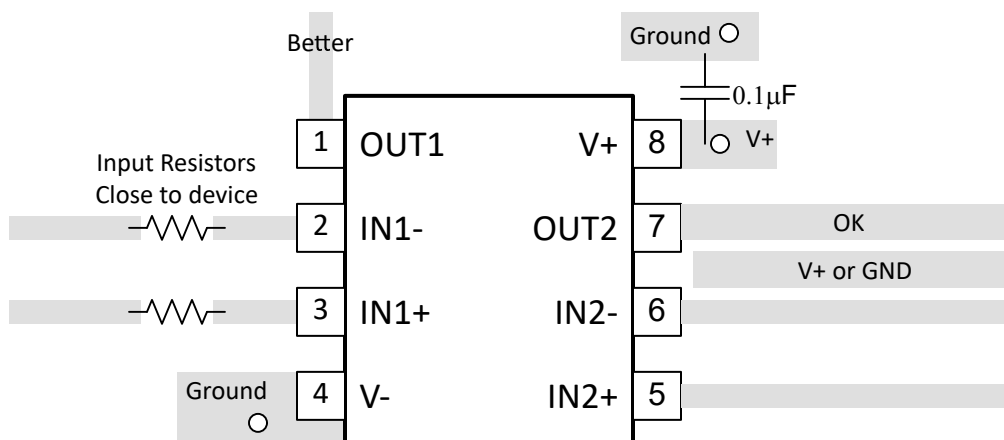 Better
Ground
0.1μF
1 OUT1
V+ 8
V+
Input Resistors
Close to device
2 IN1-
OUT2 7
OK
V+ or GND
3 IN1+
IN2- 6
Ground
4 V-
IN2+ 5